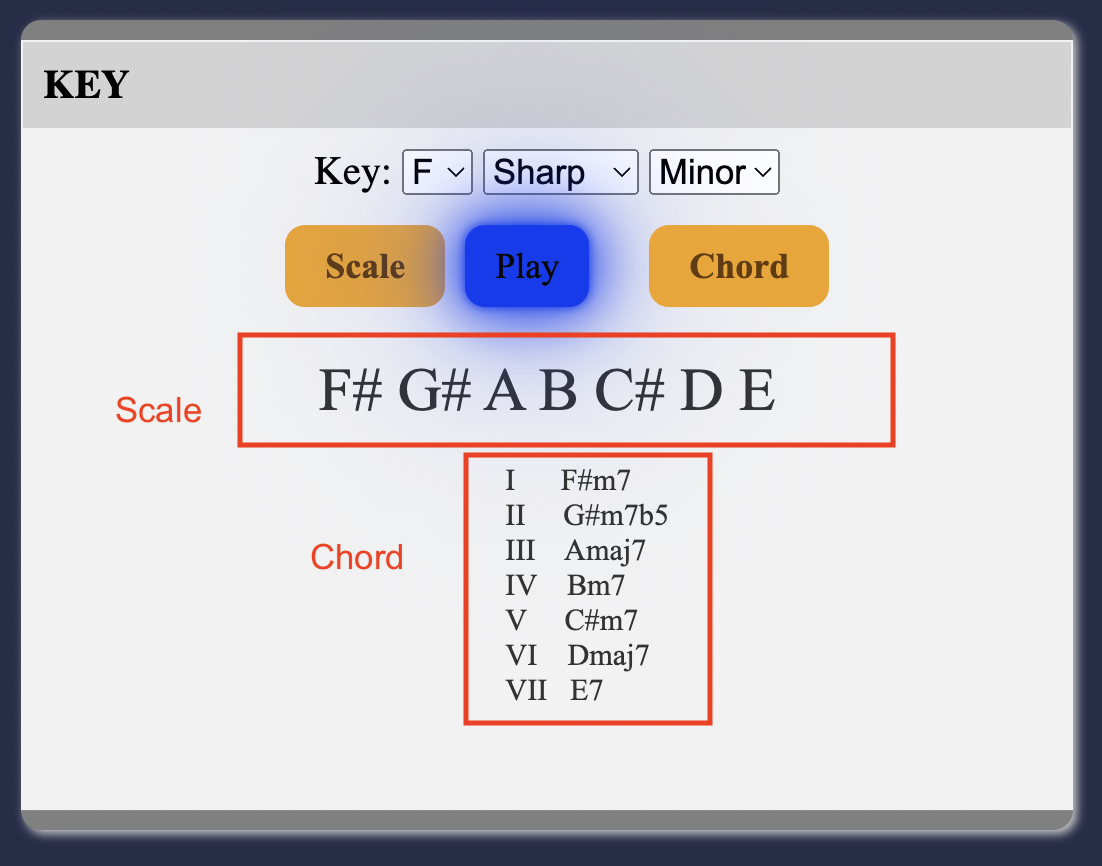 KEY
Key: F Sharp Minor
Scale Play Chord
Scale F# G# A B C# D E
Chord
I F#m7
II G#m7b5
III Amaj7
IV Bm7
V C#m7
VI Dmaj7
VII E7